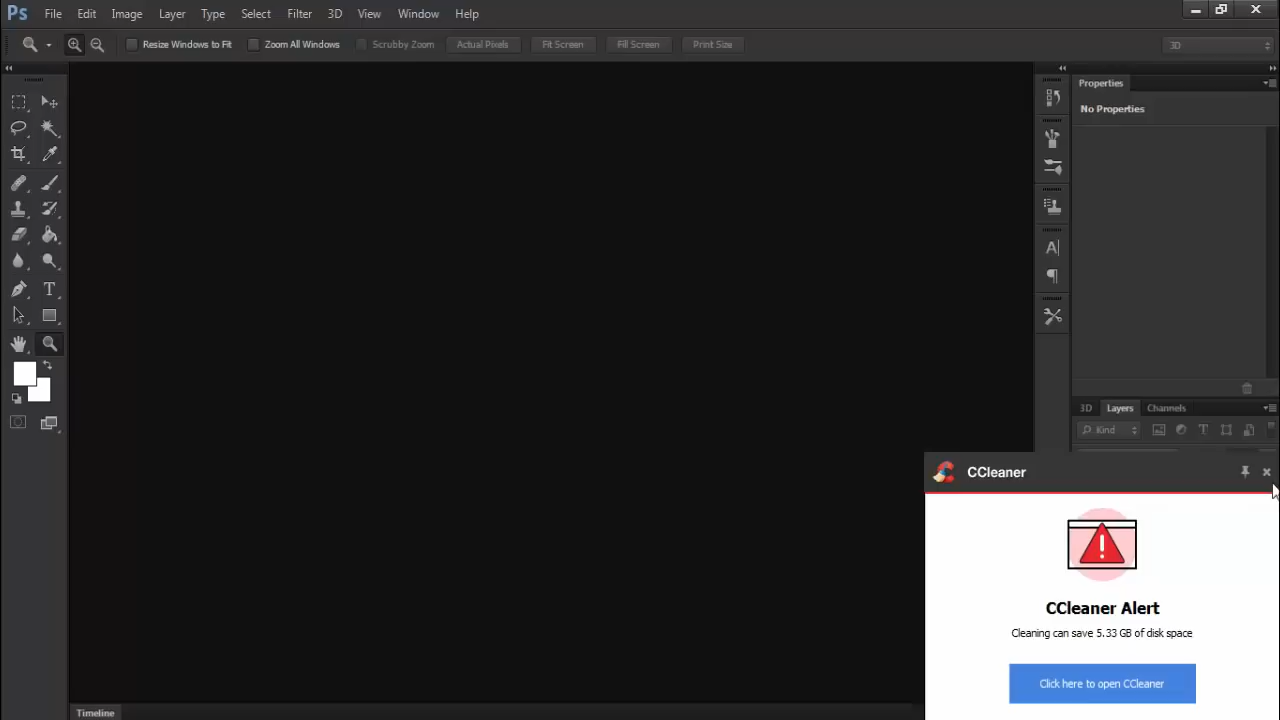 Ps File Edit Image Layer Type Select Filter 3D View Window Help
Resize Windows to Fit Zoom All Windows Scrubby Zoom Actual Pixels Fit Screen Fill Screen Print Size 3D
Properties
No Properties
3D Layers Channels
Kind
CCleaner
CCleaner Alert
Cleaning can save 5.33 GB of disk space
Click here to open CCleaner
Timeline